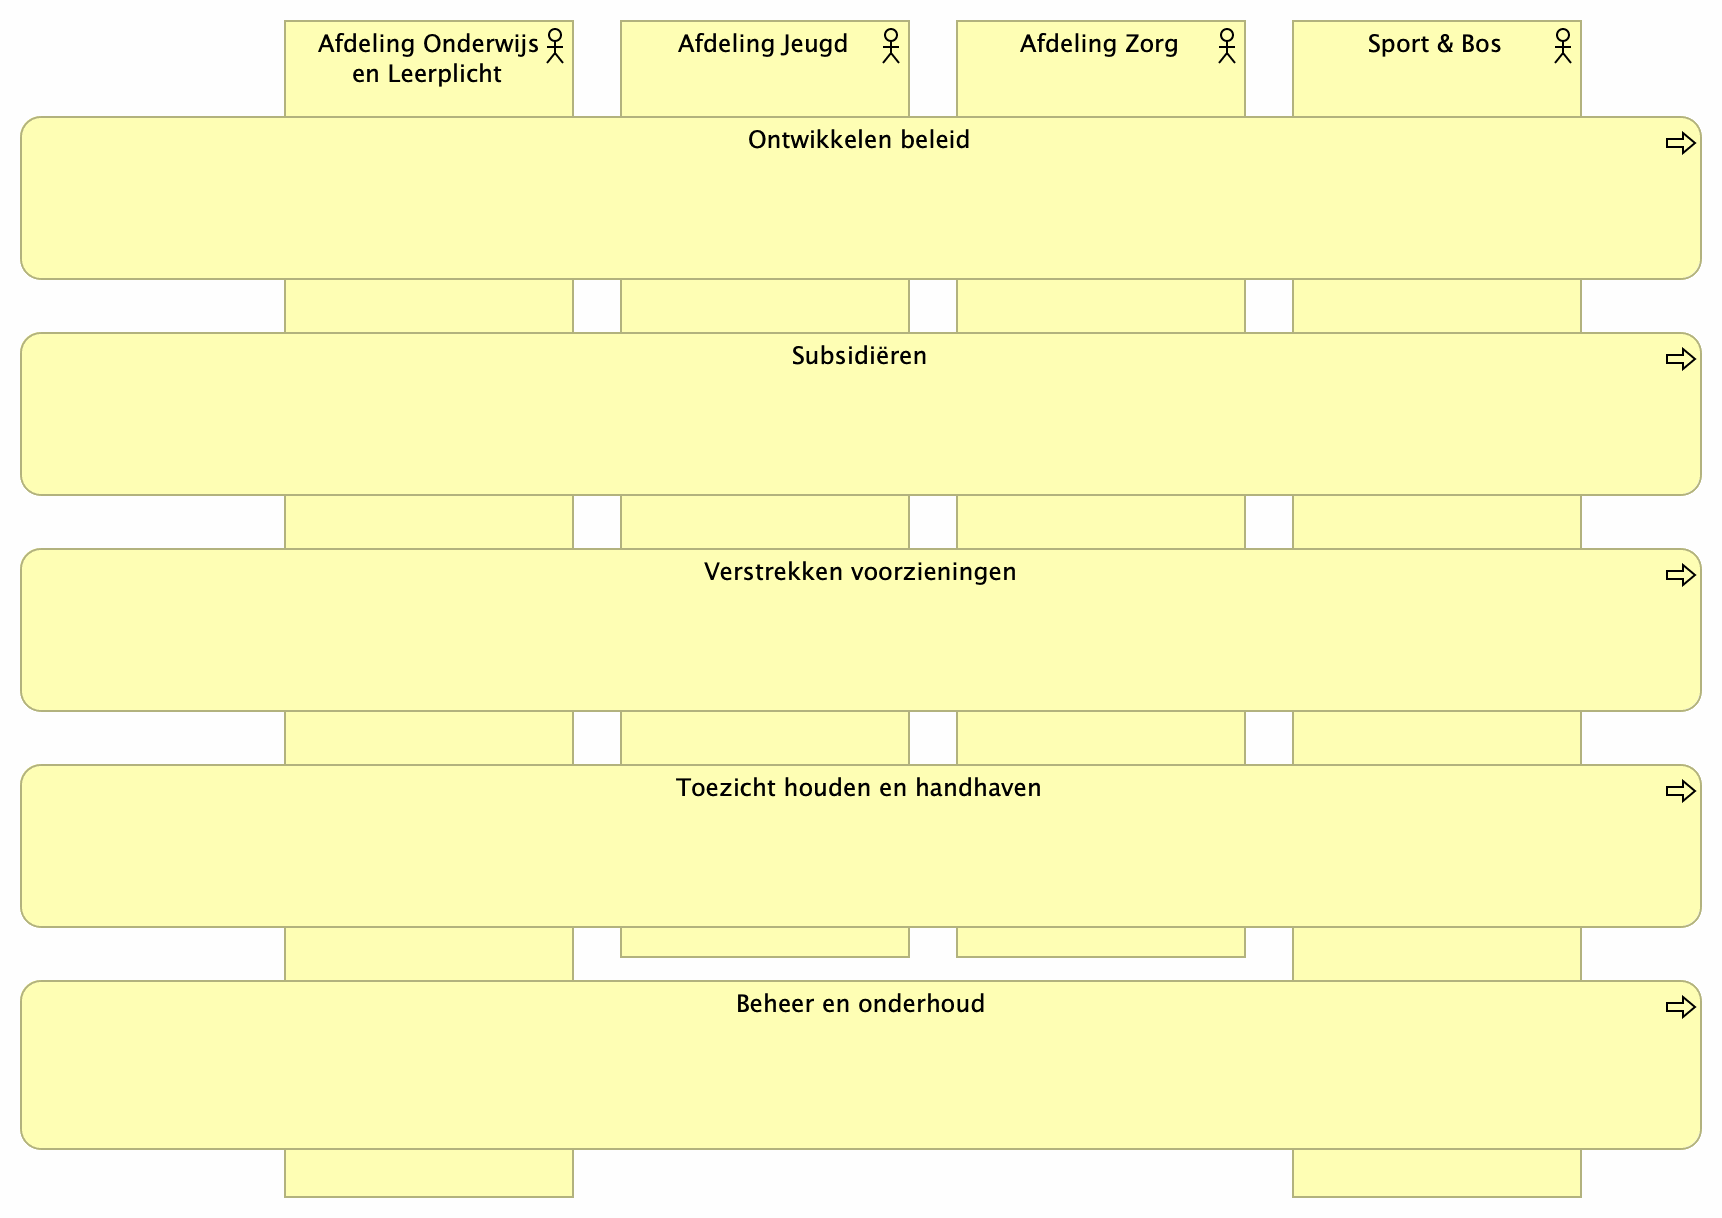 Afdeling Onderwijs
en Leerplicht
Afdeling Jeugd
Afdeling Zorg
Sport & Bos
Ontwikkelen beleid
Subsidiëren
Verstrekken voorzieningen
Toezicht houden en handhaven
Beheer en onderhoud